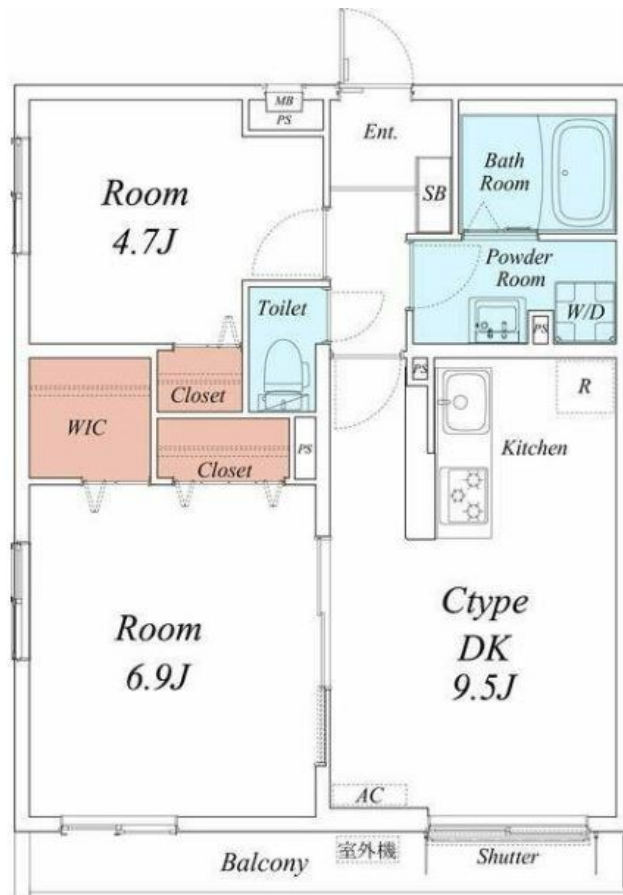 MB
PS
Ent.
Bath
Room
Room
4.7J
SB
Powder
Room
W/D
Toilet
PS
PS
R
Closet
WIC
Kitchen
PS
Closet
Ctype
DK
9.5J
Room
6.9J
AC
室外機
Balcony
Shutter